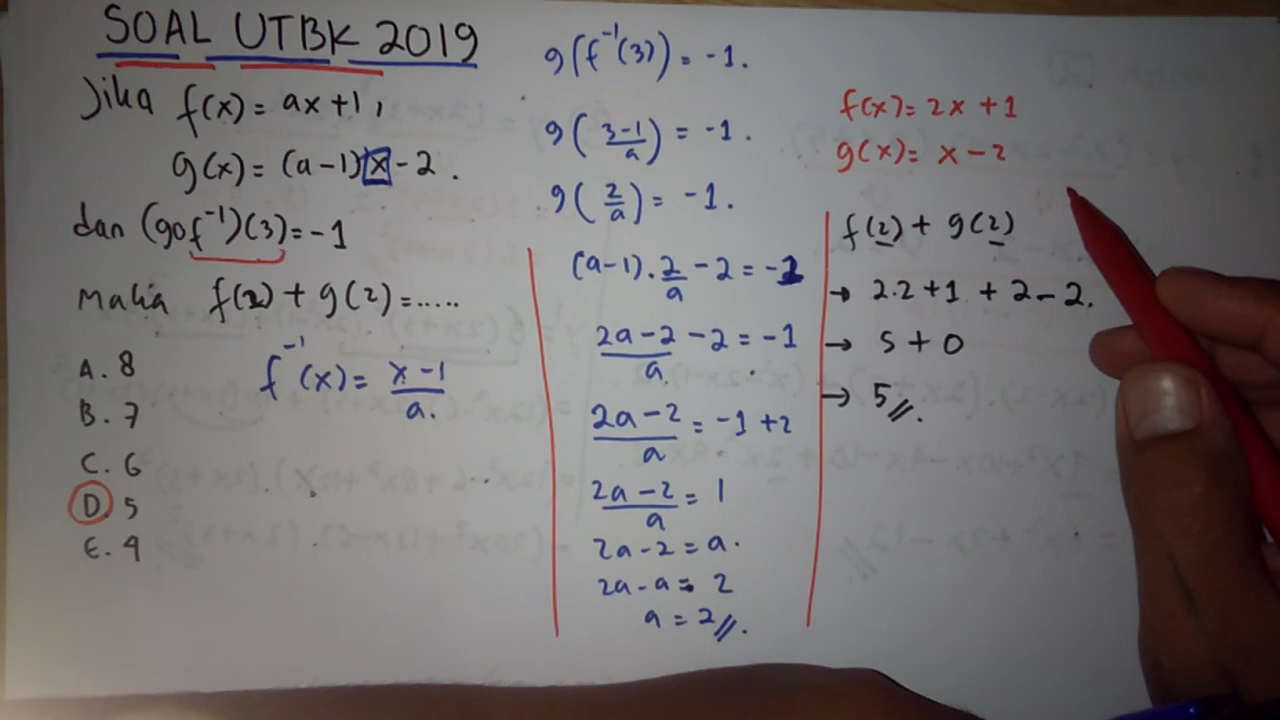 SOAL UTBK 2019
Jika f(x) = ax+1,
g(x) = (a-1)x-2.
dan (gof⁻¹)(3) = -1
Maka f(2) + g(2) = .....
f⁻¹(x) = (x-1)/a.
A. 8
B. 7
C. 6
D. 5
E. 4
g(f⁻¹(3)) = -1.
g((3-1)/a) = -1.
g(2/a) = -1.
(a-1).2/a - 2 = -1
(2a-2)/a - 2 = -1
(2a-2)/a = -1+2
(2a-2)/a = 1
2a-2 = a.
2a-a = 2
a = 2//.
f(x) = 2x+1
g(x) = x-2
f(2) + g(2)
→ 2.2+1 + 2-2.
→ 5+0
→ 5//.